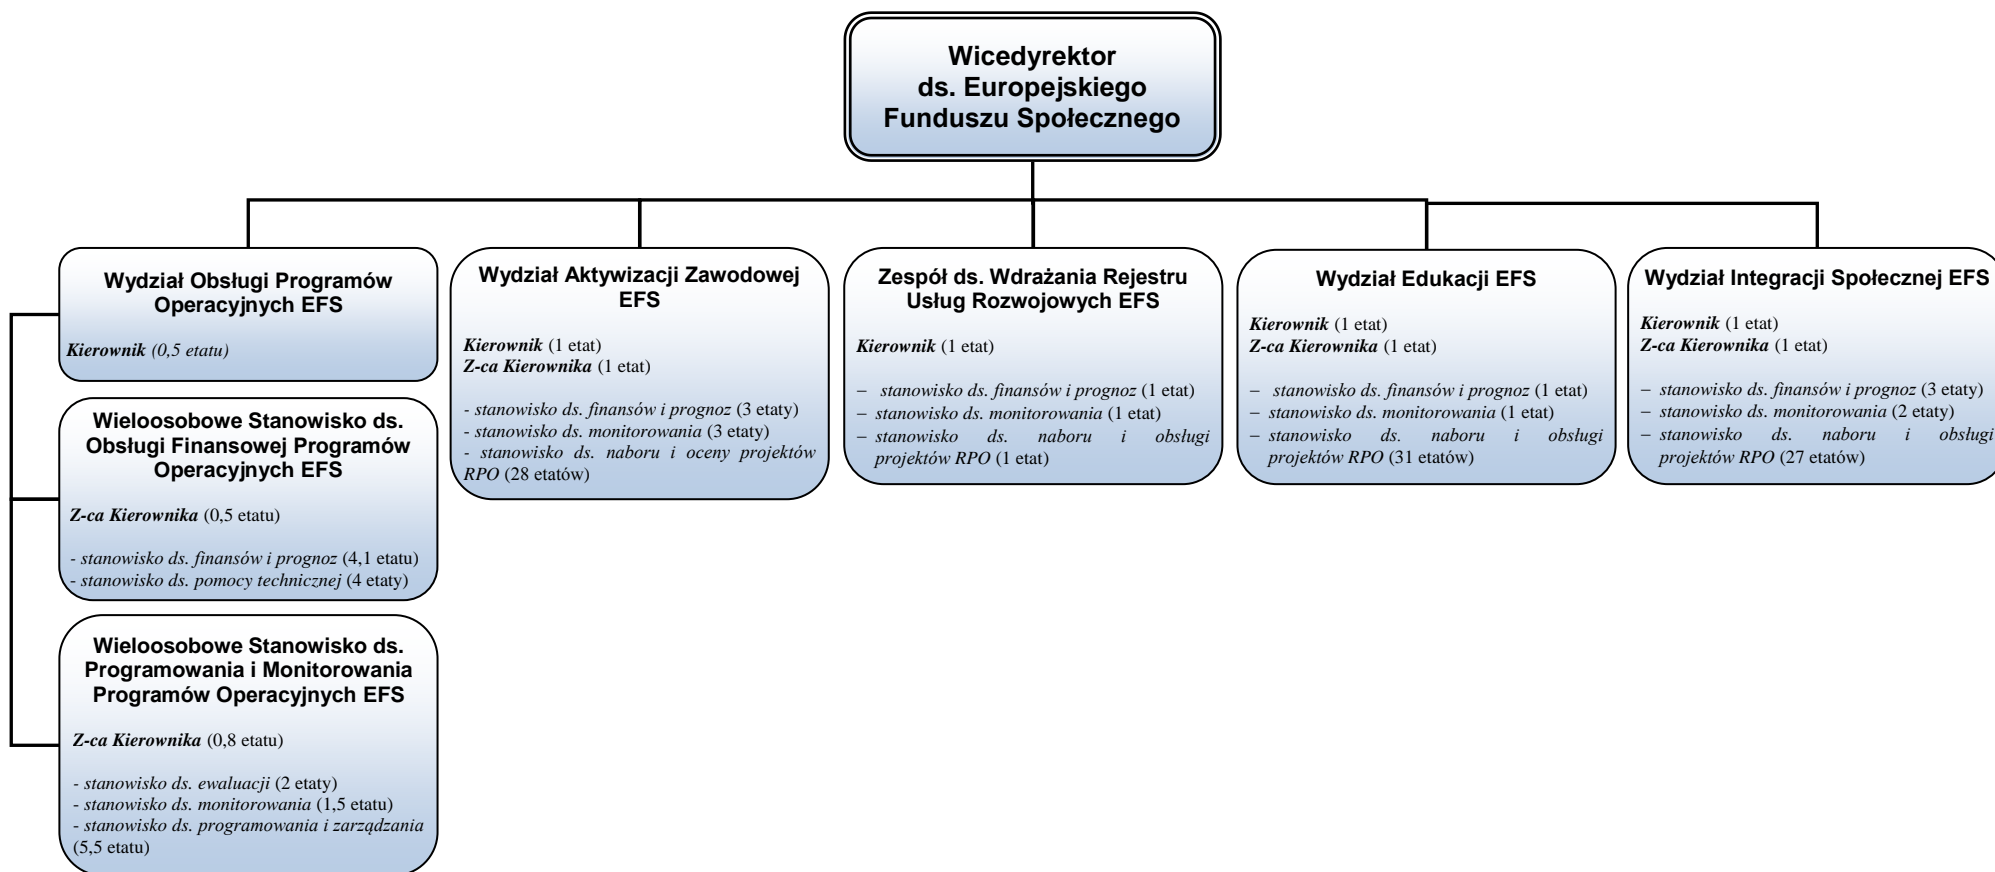 Wicedyrektor
ds. Europejskiego
Funduszu Społecznego
Wydział Obsługi Programów
Operacyjnych EFS
Kierownik (0,5 etatu)
Wieloosobowe Stanowisko ds.
Obsługi Finansowej Programów
Operacyjnych EFS
Z-ca Kierownika (0,5 etatu)
- stanowisko ds. finansów i prognoz (4,1 etatu)
- stanowisko ds. pomocy technicznej (4 etaty)
Wieloosobowe Stanowisko ds.
Programowania i Monitorowania
Programów Operacyjnych EFS
Z-ca Kierownika (0,8 etatu)
- stanowisko ds. ewaluacji (2 etaty)
- stanowisko ds. monitorowania (1,5 etatu)
- stanowisko ds. programowania i zarządzania
(5,5 etatu)
Wydział Aktywizacji Zawodowej
EFS
Kierownik (1 etat)
Z-ca Kierownika (1 etat)
- stanowisko ds. finansów i prognoz (3 etaty)
- stanowisko ds. monitorowania (3 etaty)
- stanowisko ds. naboru i oceny projektów
RPO (28 etatów)
Zespół ds. Wdrażania Rejestru
Usług Rozwojowych EFS
Kierownik (1 etat)
– stanowisko ds. finansów i prognoz (1 etat)
– stanowisko ds. monitorowania (1 etat)
– stanowisko ds. naboru i obsługi
projektów RPO (1 etat)
Wydział Edukacji EFS
Kierownik (1 etat)
Z-ca Kierownika (1 etat)
– stanowisko ds. finansów i prognoz (1 etat)
– stanowisko ds. monitorowania (1 etat)
– stanowisko ds. naboru i obsługi
projektów RPO (31 etatów)
Wydział Integracji Społecznej EFS
Kierownik (1 etat)
Z-ca Kierownika (1 etat)
– stanowisko ds. finansów i prognoz (3 etaty)
– stanowisko ds. monitorowania (2 etaty)
– stanowisko ds. naboru i obsługi
projektów RPO (27 etatów)